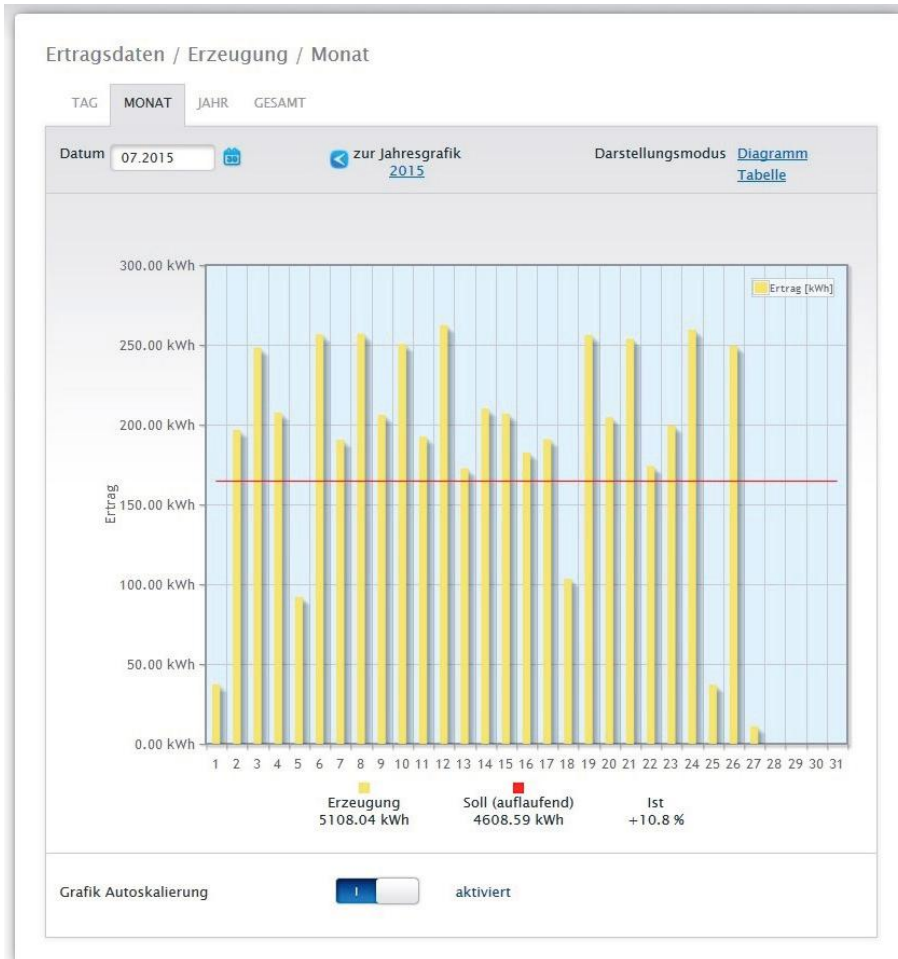 Ertragsdaten / Erzeugung / Monat
TAG MONAT JAHR GESAMT
Datum 07.2015 30 zur Jahresgrafik Darstellungsmodus Diagramm
2015 Tabelle
300.00 kWh
Ertrag [kWh]
250.00 kWh
200.00 kWh
Ertrag
150.00 kWh
100.00 kWh
50.00 kWh
0.00 kWh
1 2 3 4 5 6 7 8 9 10 11 12 13 14 15 16 17 18 19 20 21 22 23 24 25 26 27 28 29 30 31
Erzeugung Soll (auflaufend) Ist
5108.04 kWh 4608.59 kWh +10.8 %
Grafik Autoskalierung I aktiviert